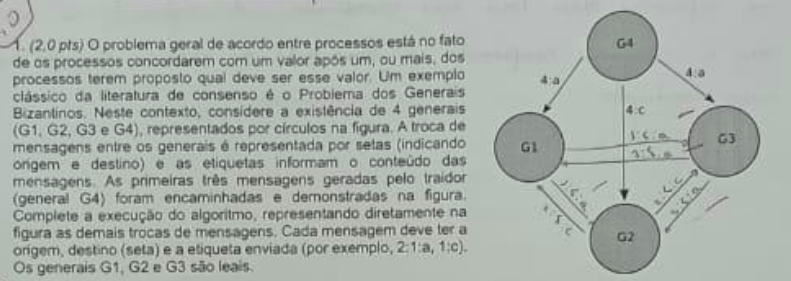 1. (2,0 pts) O problema geral de acordo entre processos está no fato
de os processos concordarem com um valor após um, ou mais, dos
processos terem proposto qual deve ser esse valor. Um exemplo
clássico da literatura de consenso é o Problema dos Generais
Bizantinos. Neste contexto, considere a existência de 4 generais
(G1, G2, G3 e G4), representados por círculos na figura. A troca de
mensagens entre os generais é representada por setas (indicando
origem e destino) e as etiquetas informam o conteúdo das
mensagens. As primeiras três mensagens geradas pelo traidor
(general G4) foram encaminhadas e demonstradas na figura.
Complete a execução do algoritmo, representando diretamente na
figura as demais trocas de mensagens. Cada mensagem deve ter a
origem, destino (seta) e a etiqueta enviada (por exemplo, 2:1:a, 1:c).
Os generais G1, G2 e G3 são leais.
G4
4:a
4:a
4:c
G1
G3
G2